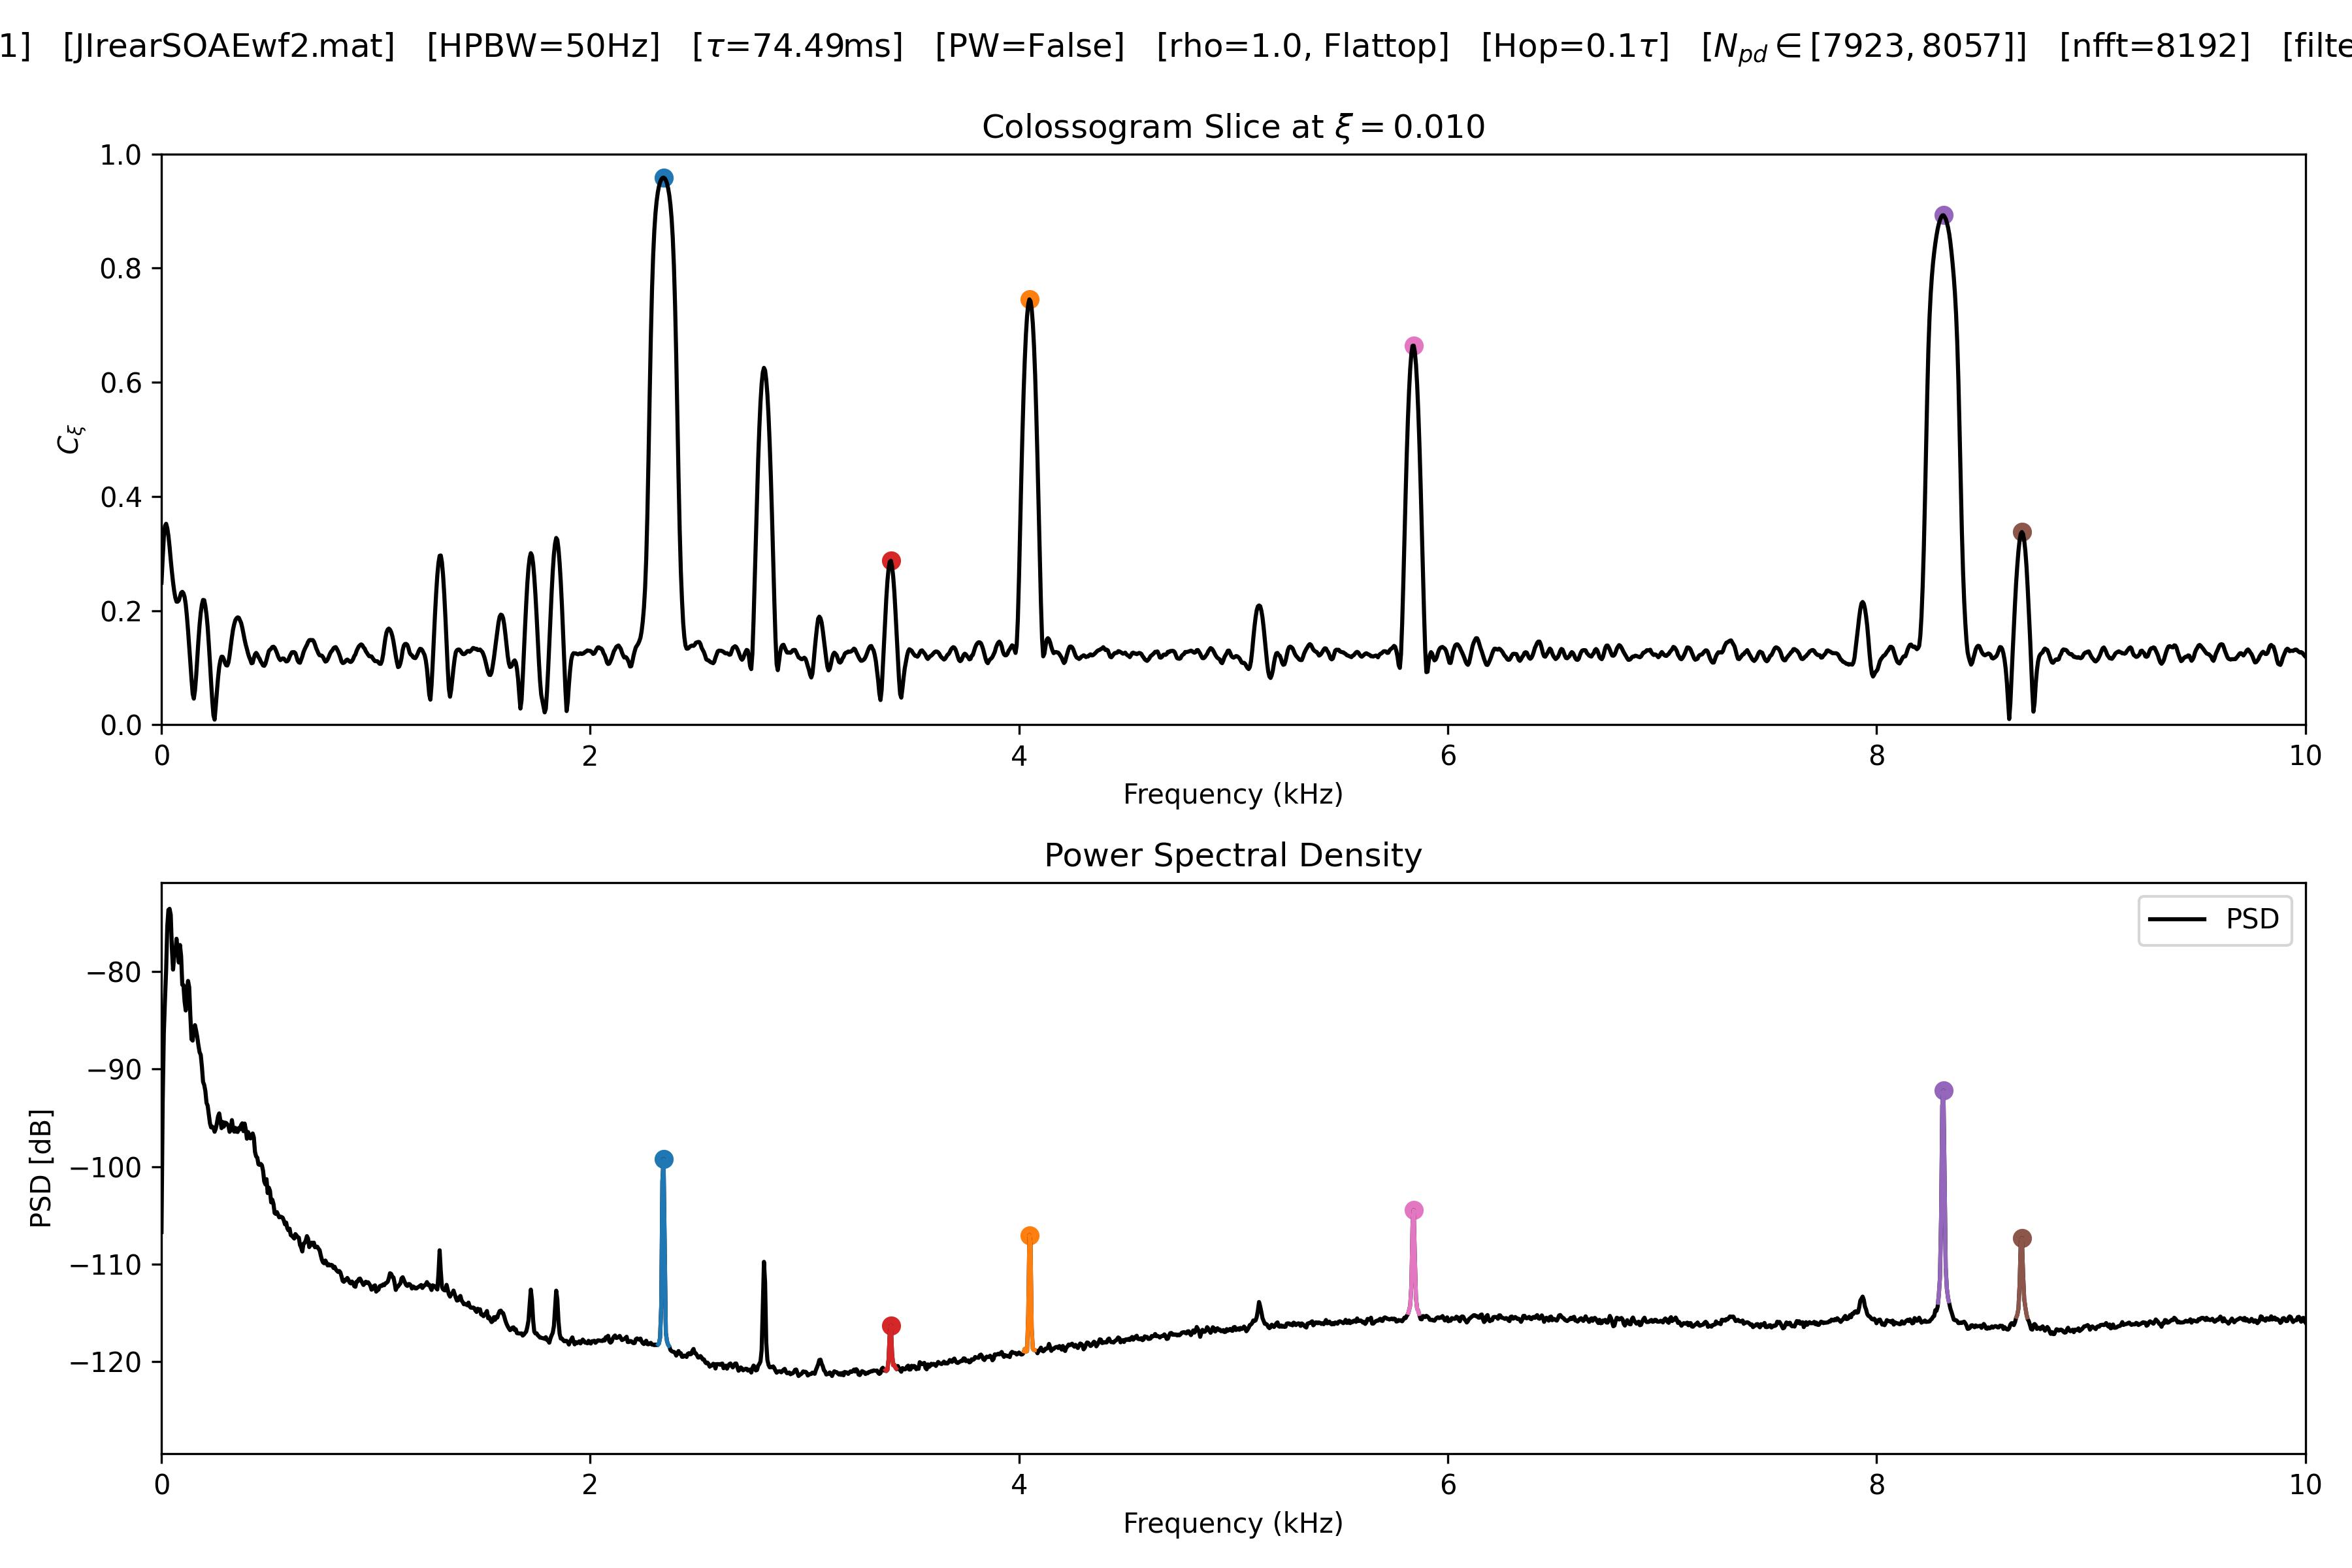 1] [JIrearSOAEwf2.mat] [HPBW=50Hz] [τ=74.49ms] [PW=False] [rho=1.0, Flattop] [Hop=0.1τ] [N_pd ∈ [7923, 8057]] [nfft=8192] [filte
Colossogram Slice at ξ = 0.010
1.0
0.8
0.6
0.4
0.2
0.0
C_ξ
0 2 4 6 8 10
Frequency (kHz)
Power Spectral Density
PSD
−80
−90
−100
−110
−120
PSD [dB]
0 2 4 6 8 10
Frequency (kHz)